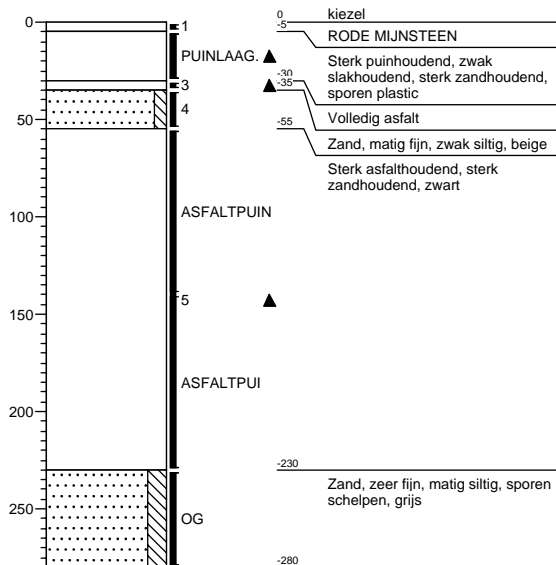 0
50
100
150
200
250
1
PUINLAAG.
3
4
ASFALTPUIN
5
ASFALTPUI
OG
0
kiezel
-5
RODE MIJNSTEEN
Sterk puinhoudend, zwak
slakhoudend, sterk zandhoudend,
sporen plastic
-30
-35
Volledig asfalt
Zand, matig fijn, zwak siltig, beige
-55
Sterk asfalthoudend, sterk
zandhoudend, zwart
-230
Zand, zeer fijn, matig siltig, sporen
schelpen, grijs
-280